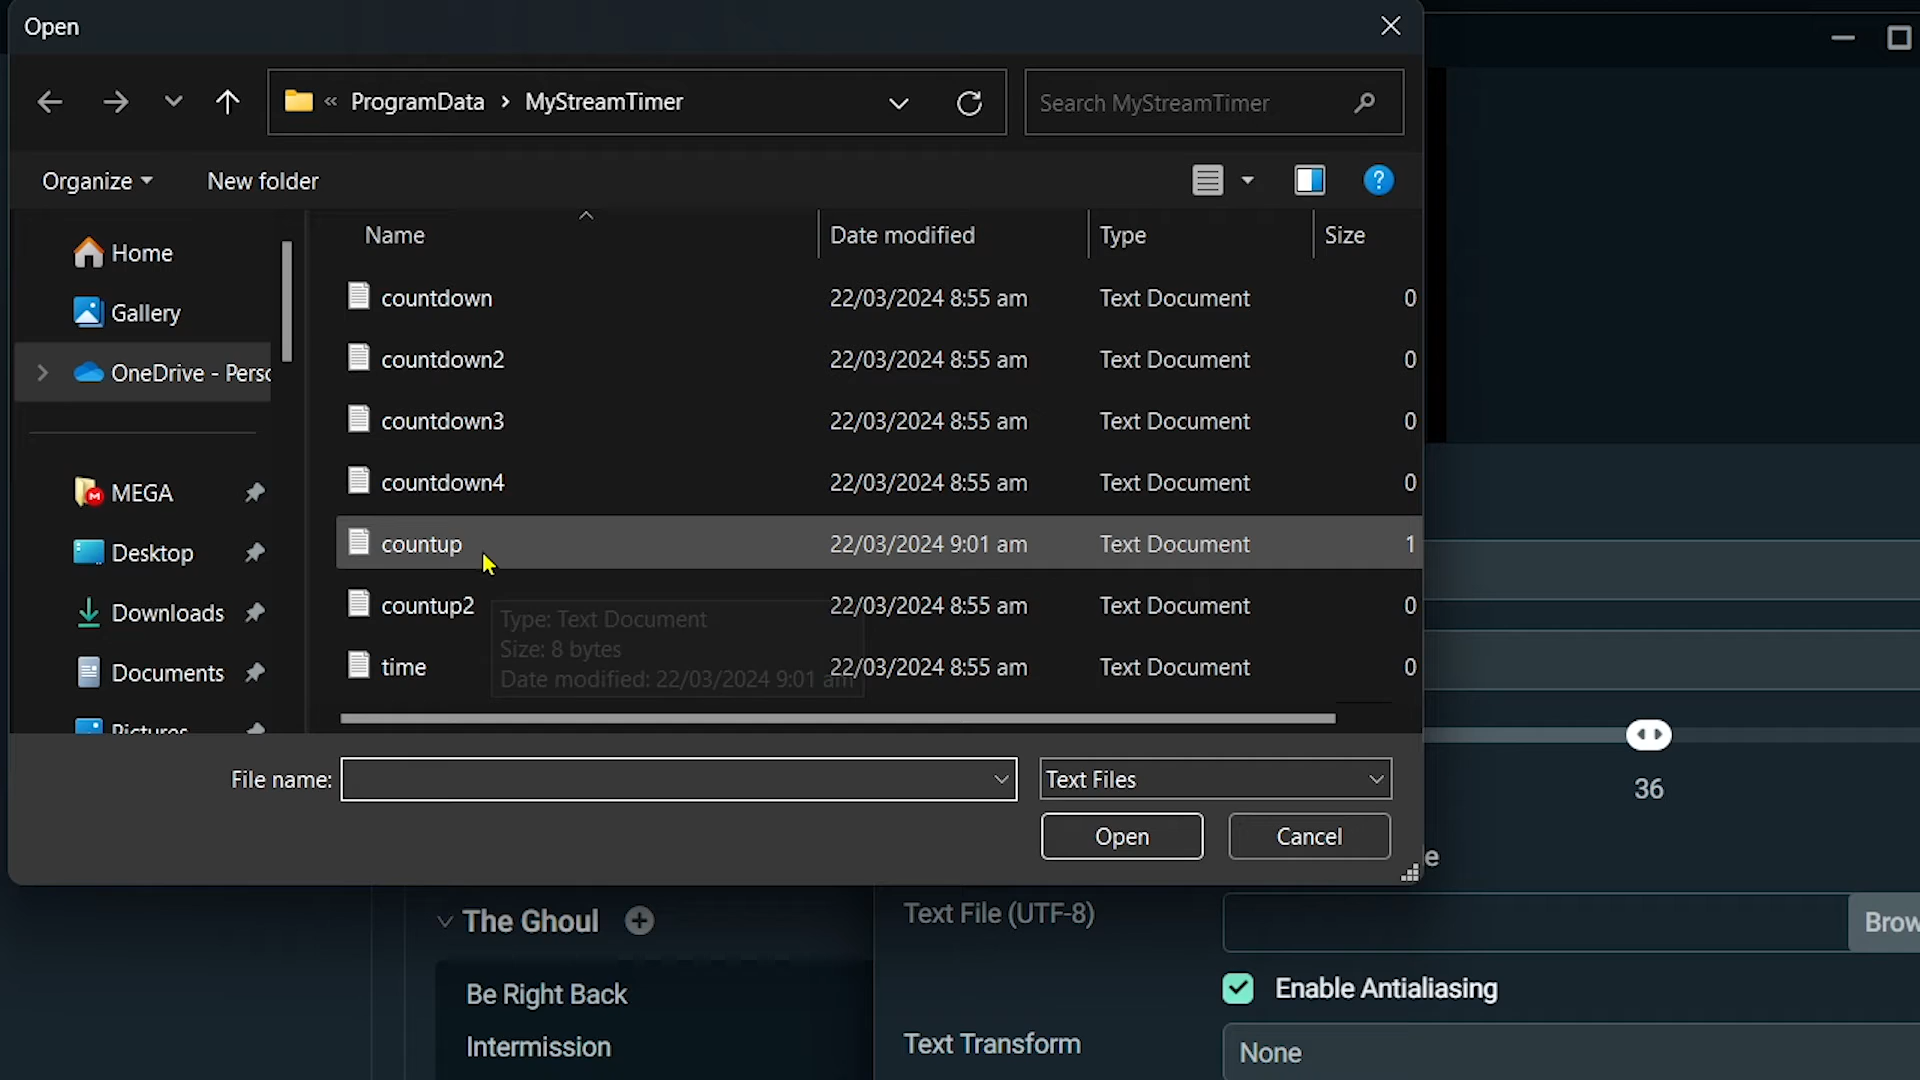 Open
« ProgramData > MyStreamTimer
Search MyStreamTimer
Organize
New folder
Name
Date modified
Type
Size
Home
Gallery
OneDrive - Perso
MEGA
Desktop
Downloads
Documents
Pictures
countdown 22/03/2024 8:55 am Text Document 0
countdown2 22/03/2024 8:55 am Text Document 0
countdown3 22/03/2024 8:55 am Text Document 0
countdown4 22/03/2024 8:55 am Text Document 0
countup 22/03/2024 9:01 am Text Document 1
countup2 22/03/2024 8:55 am Text Document 0
time 22/03/2024 8:55 am Text Document 0
Type: Text Document
Size: 8 bytes
Date modified: 22/03/2024 9:01 am
File name:
Text Files
Open
Cancel
36
e
The Ghoul
Be Right Back
Intermission
Text File (UTF-8)
Brow
Enable Antialiasing
Text Transform
None